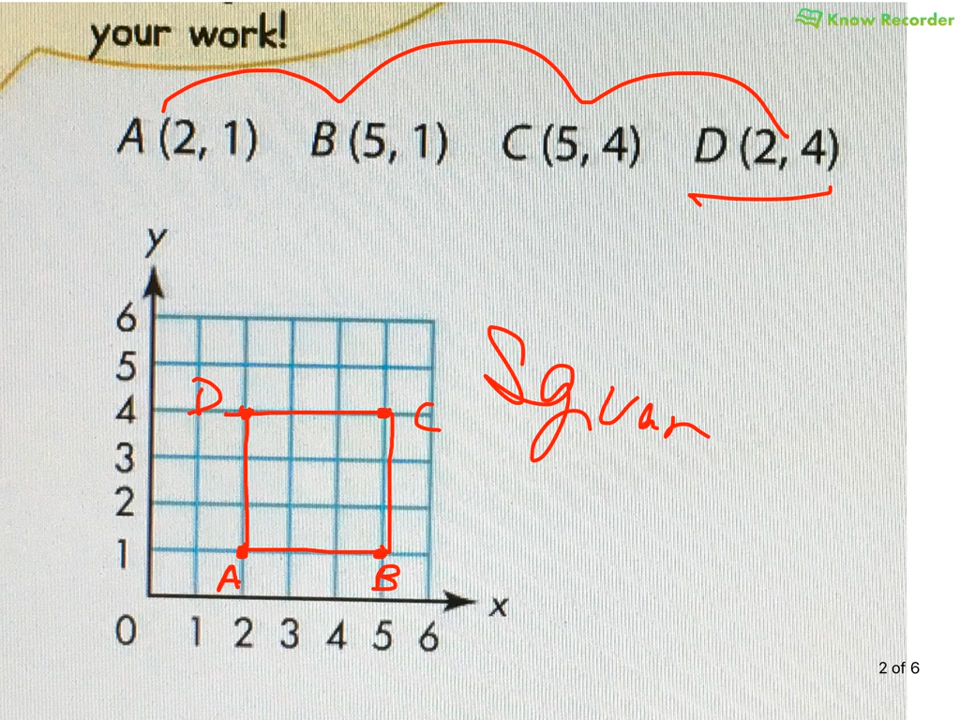 Know Recorder
your work!
A (2, 1) B (5, 1) C (5, 4) D (2, 4)
y
6
5
D 4 C
3
2
1
A B
x
0 1 2 3 4 5 6
2 of 6